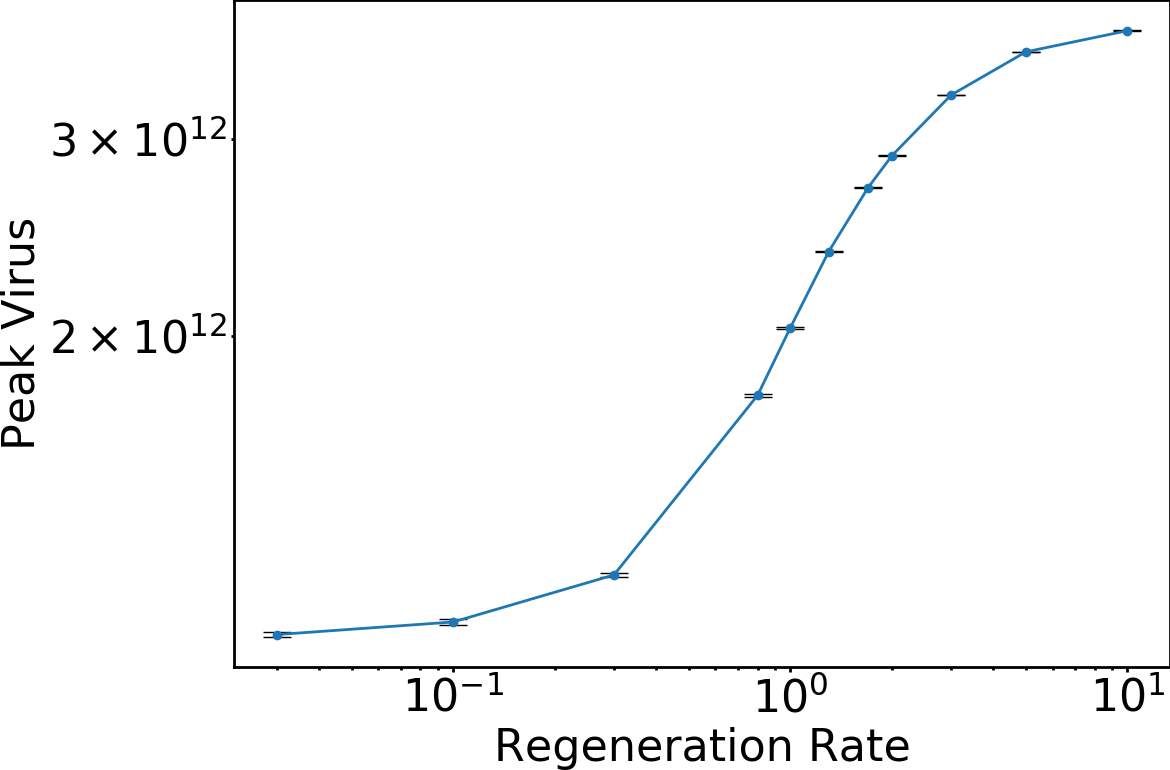 Peak Virus
3 × 10¹²
2 × 10¹²
10⁻¹
10⁰
10¹
Regeneration Rate